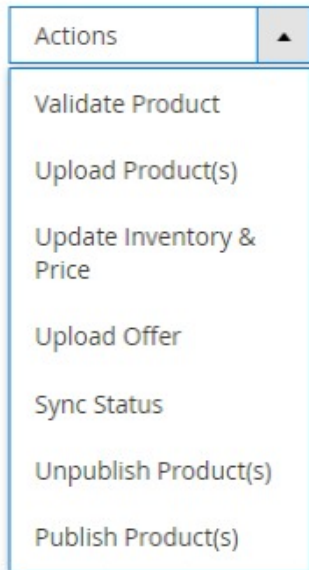 Actions
Validate Product
Upload Product(s)
Update Inventory &
Price
Upload Offer
Sync Status
Unpublish Product(s)
Publish Product(s)